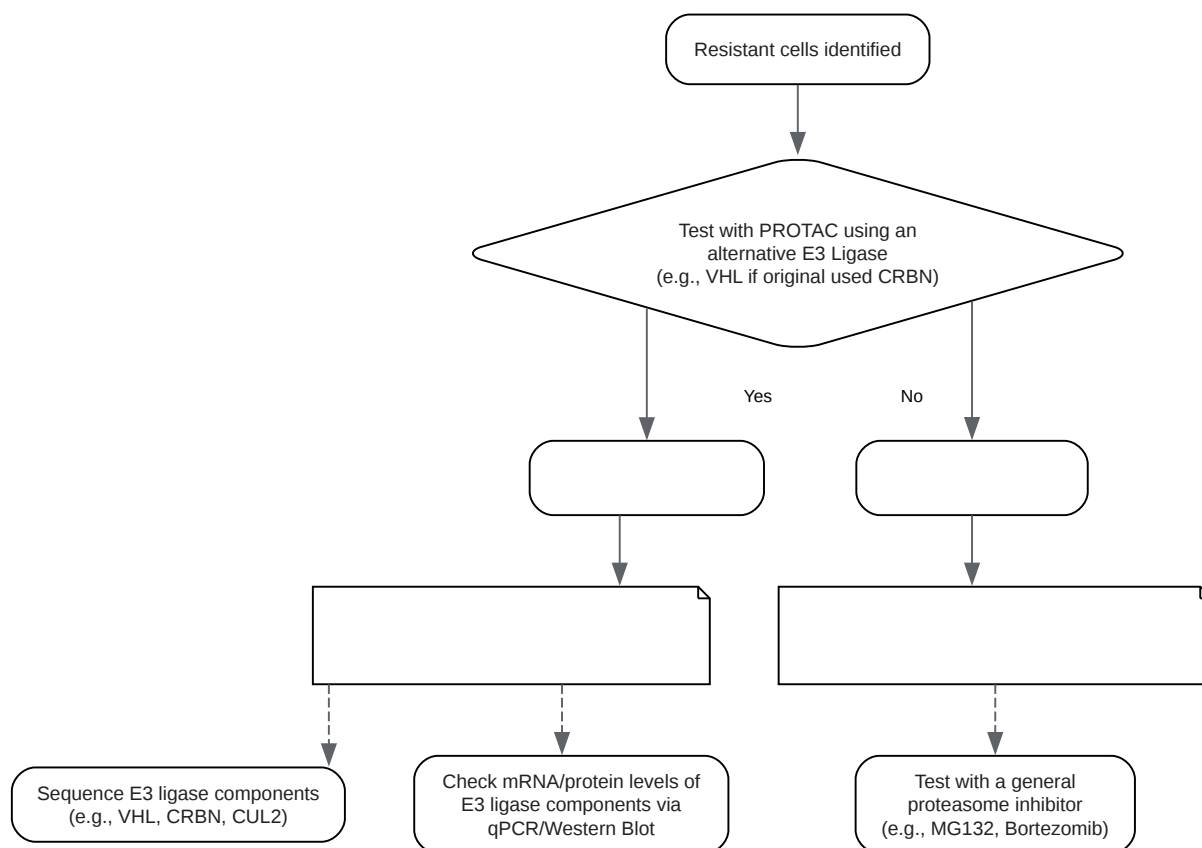 Resistant cells identified
Test with PROTAC using an
alternative E3 Ligase
(e.g., VHL if original used CRBN)
Yes
No
Sequence E3 ligase components
(e.g., VHL, CRBN, CUL2)
Check mRNA/protein levels of
E3 ligase components via
qPCR/Western Blot
Test with a general
proteasome inhibitor
(e.g., MG132, Bortezomib)